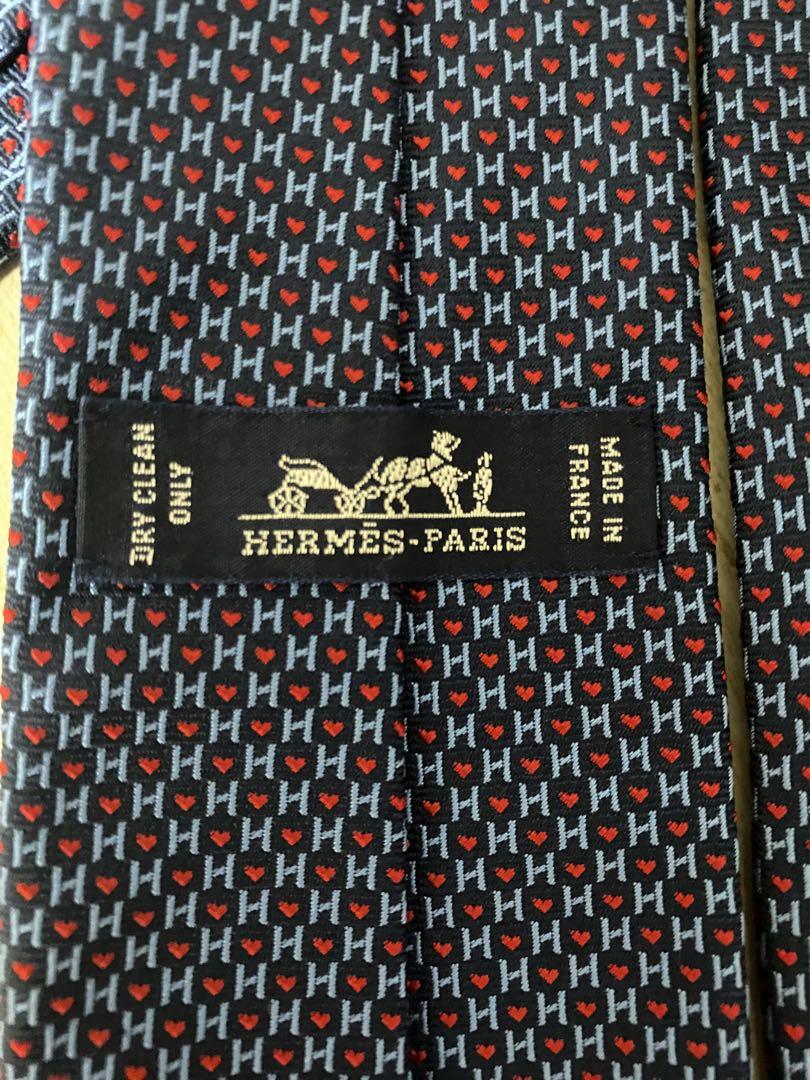 DRY CLEAN
ONLY
HERMÈS-PARIS
MADE IN
FRANCE